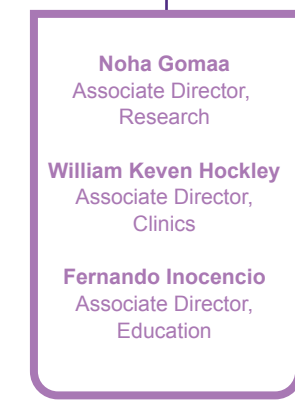 Noha Gomaa
Associate Director,
Research
William Keven Hockley
Associate Director,
Clinics
Fernando Inocencio
Associate Director,
Education